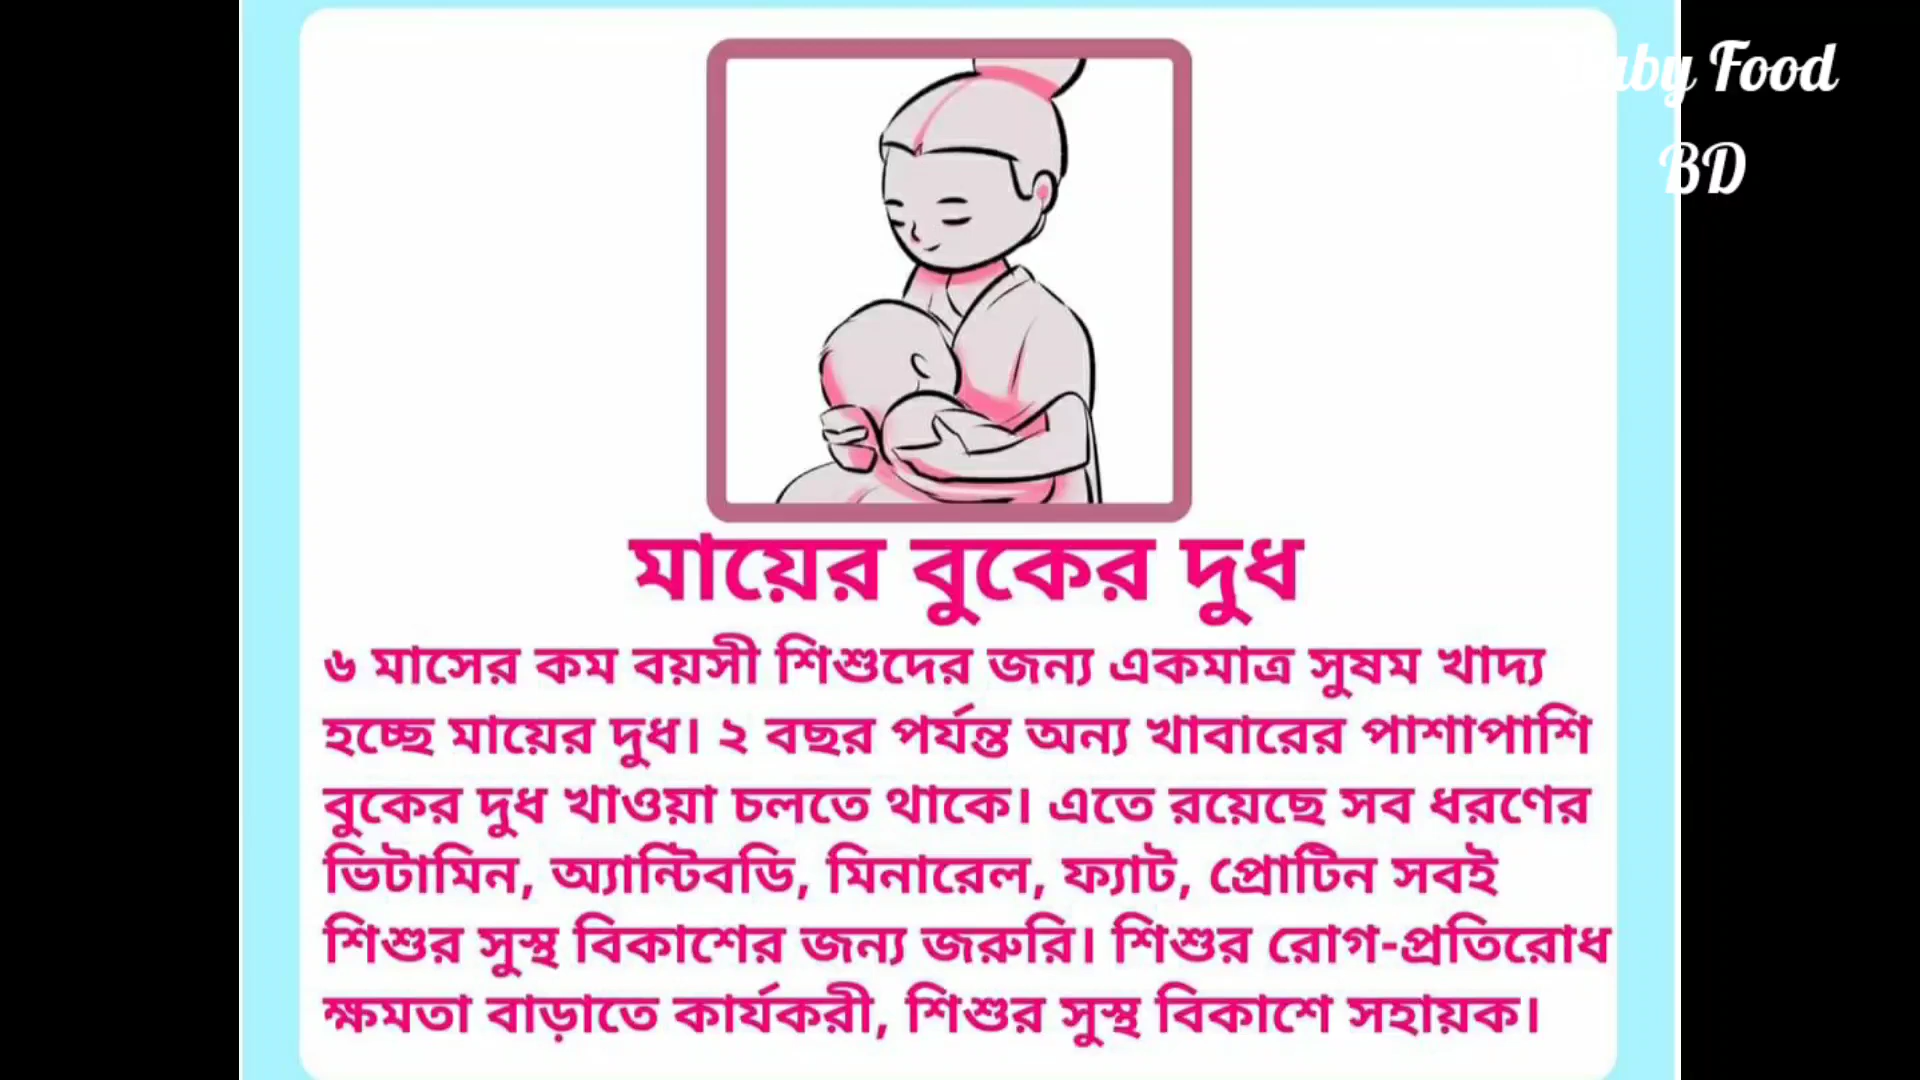 Baby Food
BD
মায়ের বুকের দুধ
৬ মাসের কম বয়সী শিশুদের জন্য একমাত্র সুষম খাদ্য
হচ্ছে মায়ের দুধ। ২ বছর পর্যন্ত অন্য খাবারের পাশাপাশি
বুকের দুধ খাওয়া চলতে থাকে। এতে রয়েছে সব ধরণের
ভিটামিন, অ্যান্টিবডি, মিনারেল, ফ্যাট, প্রোটিন সবই
শিশুর সুস্থ বিকাশের জন্য জরুরি। শিশুর রোগ-প্রতিরোধ
ক্ষমতা বাড়াতে কার্যকরী, শিশুর সুস্থ বিকাশে সহায়ক।